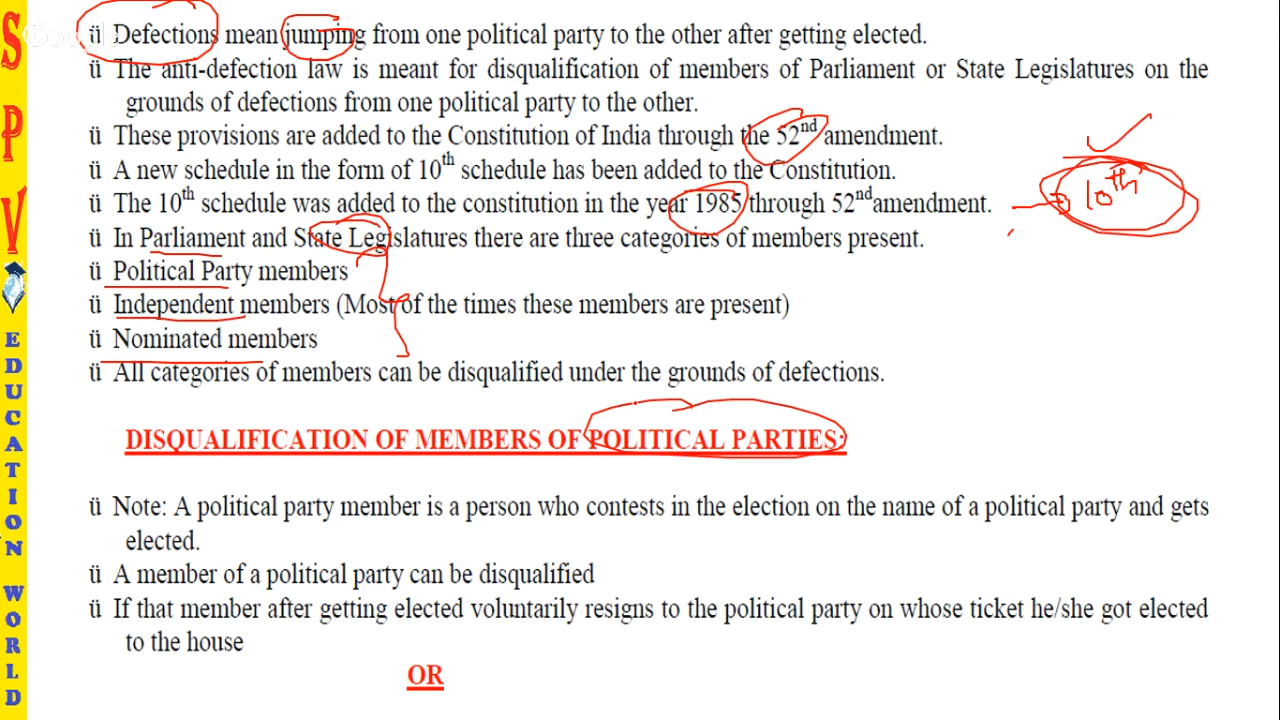 S P V EDUCATION WORLD
Google
ü Defections mean jumping from one political party to the other after getting elected.
ü The anti-defection law is meant for disqualification of members of Parliament or State Legislatures on the
grounds of defections from one political party to the other.
ü These provisions are added to the Constitution of India through the 52nd amendment.
ü A new schedule in the form of 10th schedule has been added to the Constitution.
ü The 10th schedule was added to the constitution in the year 1985 through 52nd amendment.
10th
ü In Parliament and State Legislatures there are three categories of members present.
ü Political Party members
ü Independent members (Most of the times these members are present)
ü Nominated members
ü All categories of members can be disqualified under the grounds of defections.
DISQUALIFICATION OF MEMBERS OF POLITICAL PARTIES:
ü Note: A political party member is a person who contests in the election on the name of a political party and gets
elected.
ü A member of a political party can be disqualified
ü If that member after getting elected voluntarily resigns to the political party on whose ticket he/she got elected
to the house
OR